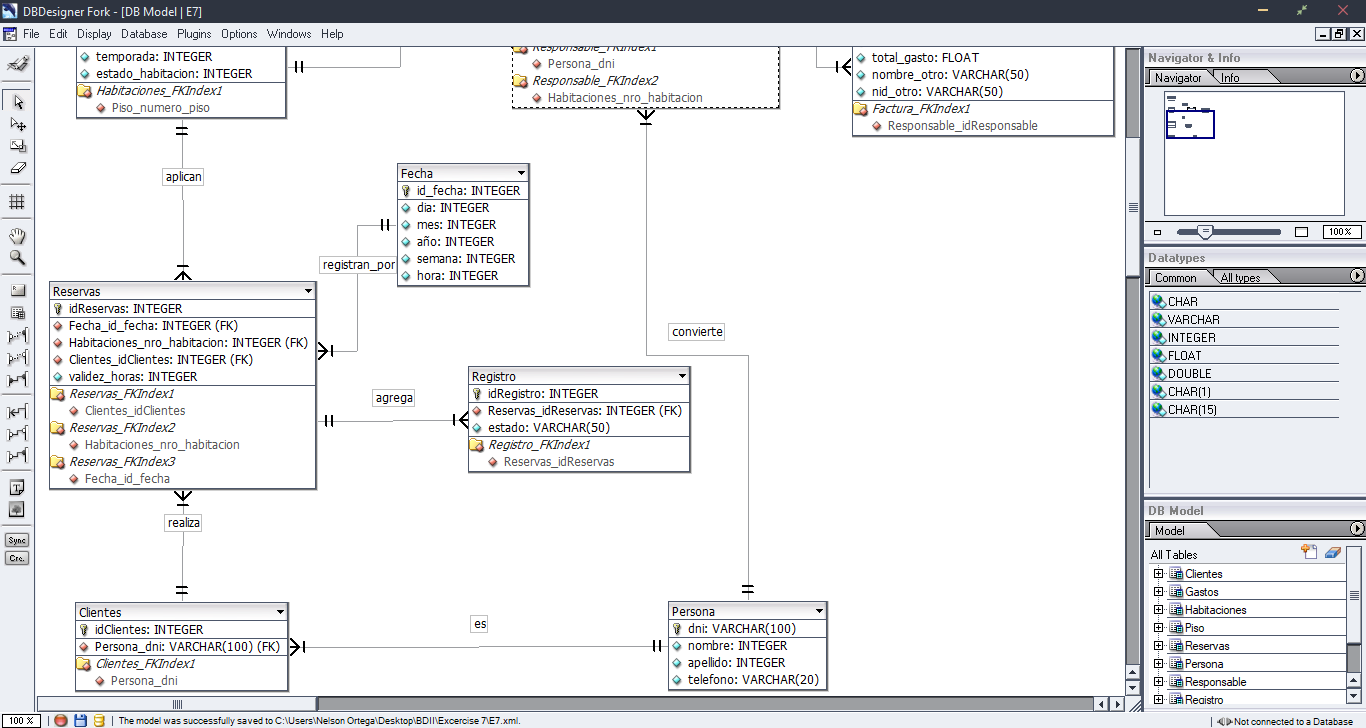 DBDesigner Fork - [DB Model | E7]
File Edit Display Database Plugins Options Windows Help
temporada: INTEGER
estado_habitacion: INTEGER
Habitaciones_FKIndex1
Piso_numero_piso
Responsable_FKIndex1
Persona_dni
Responsable_FKIndex2
Habitaciones_nro_habitacion
total_gasto: FLOAT
nombre_otro: VARCHAR(50)
nid_otro: VARCHAR(50)
Factura_FKIndex1
Responsable_idResponsable
aplican
Fecha
id_fecha: INTEGER
dia: INTEGER
mes: INTEGER
año: INTEGER
semana: INTEGER
hora: INTEGER
registran_por
Reservas
idReservas: INTEGER
Fecha_id_fecha: INTEGER (FK)
Habitaciones_nro_habitacion: INTEGER (FK)
Clientes_idClientes: INTEGER (FK)
validez_horas: INTEGER
Reservas_FKIndex1
Clientes_idClientes
Reservas_FKIndex2
Habitaciones_nro_habitacion
Reservas_FKIndex3
Fecha_id_fecha
convierte
agrega
Registro
idRegistro: INTEGER
Reservas_idReservas: INTEGER (FK)
estado: VARCHAR(50)
Registro_FKIndex1
Reservas_idReservas
realiza
Clientes
idClientes: INTEGER
Persona_dni: VARCHAR(100) (FK)
Clientes_FKIndex1
Persona_dni
es
Persona
dni: VARCHAR(100)
nombre: INTEGER
apellido: INTEGER
telefono: VARCHAR(20)
Sync
Cre.
Navigator & Info
Navigator Info
100%
Datatypes
Common All types
CHAR
VARCHAR
INTEGER
FLOAT
DOUBLE
CHAR(1)
CHAR(15)
DB Model
Model
All Tables
Clientes
Gastos
Habitaciones
Piso
Reservas
Persona
Responsable
Registro
100 % The model was successfully saved to C:\Users\Nelson Ortega\Desktop\BDII\Excercise 7\E7.xml. Not connected to a Database